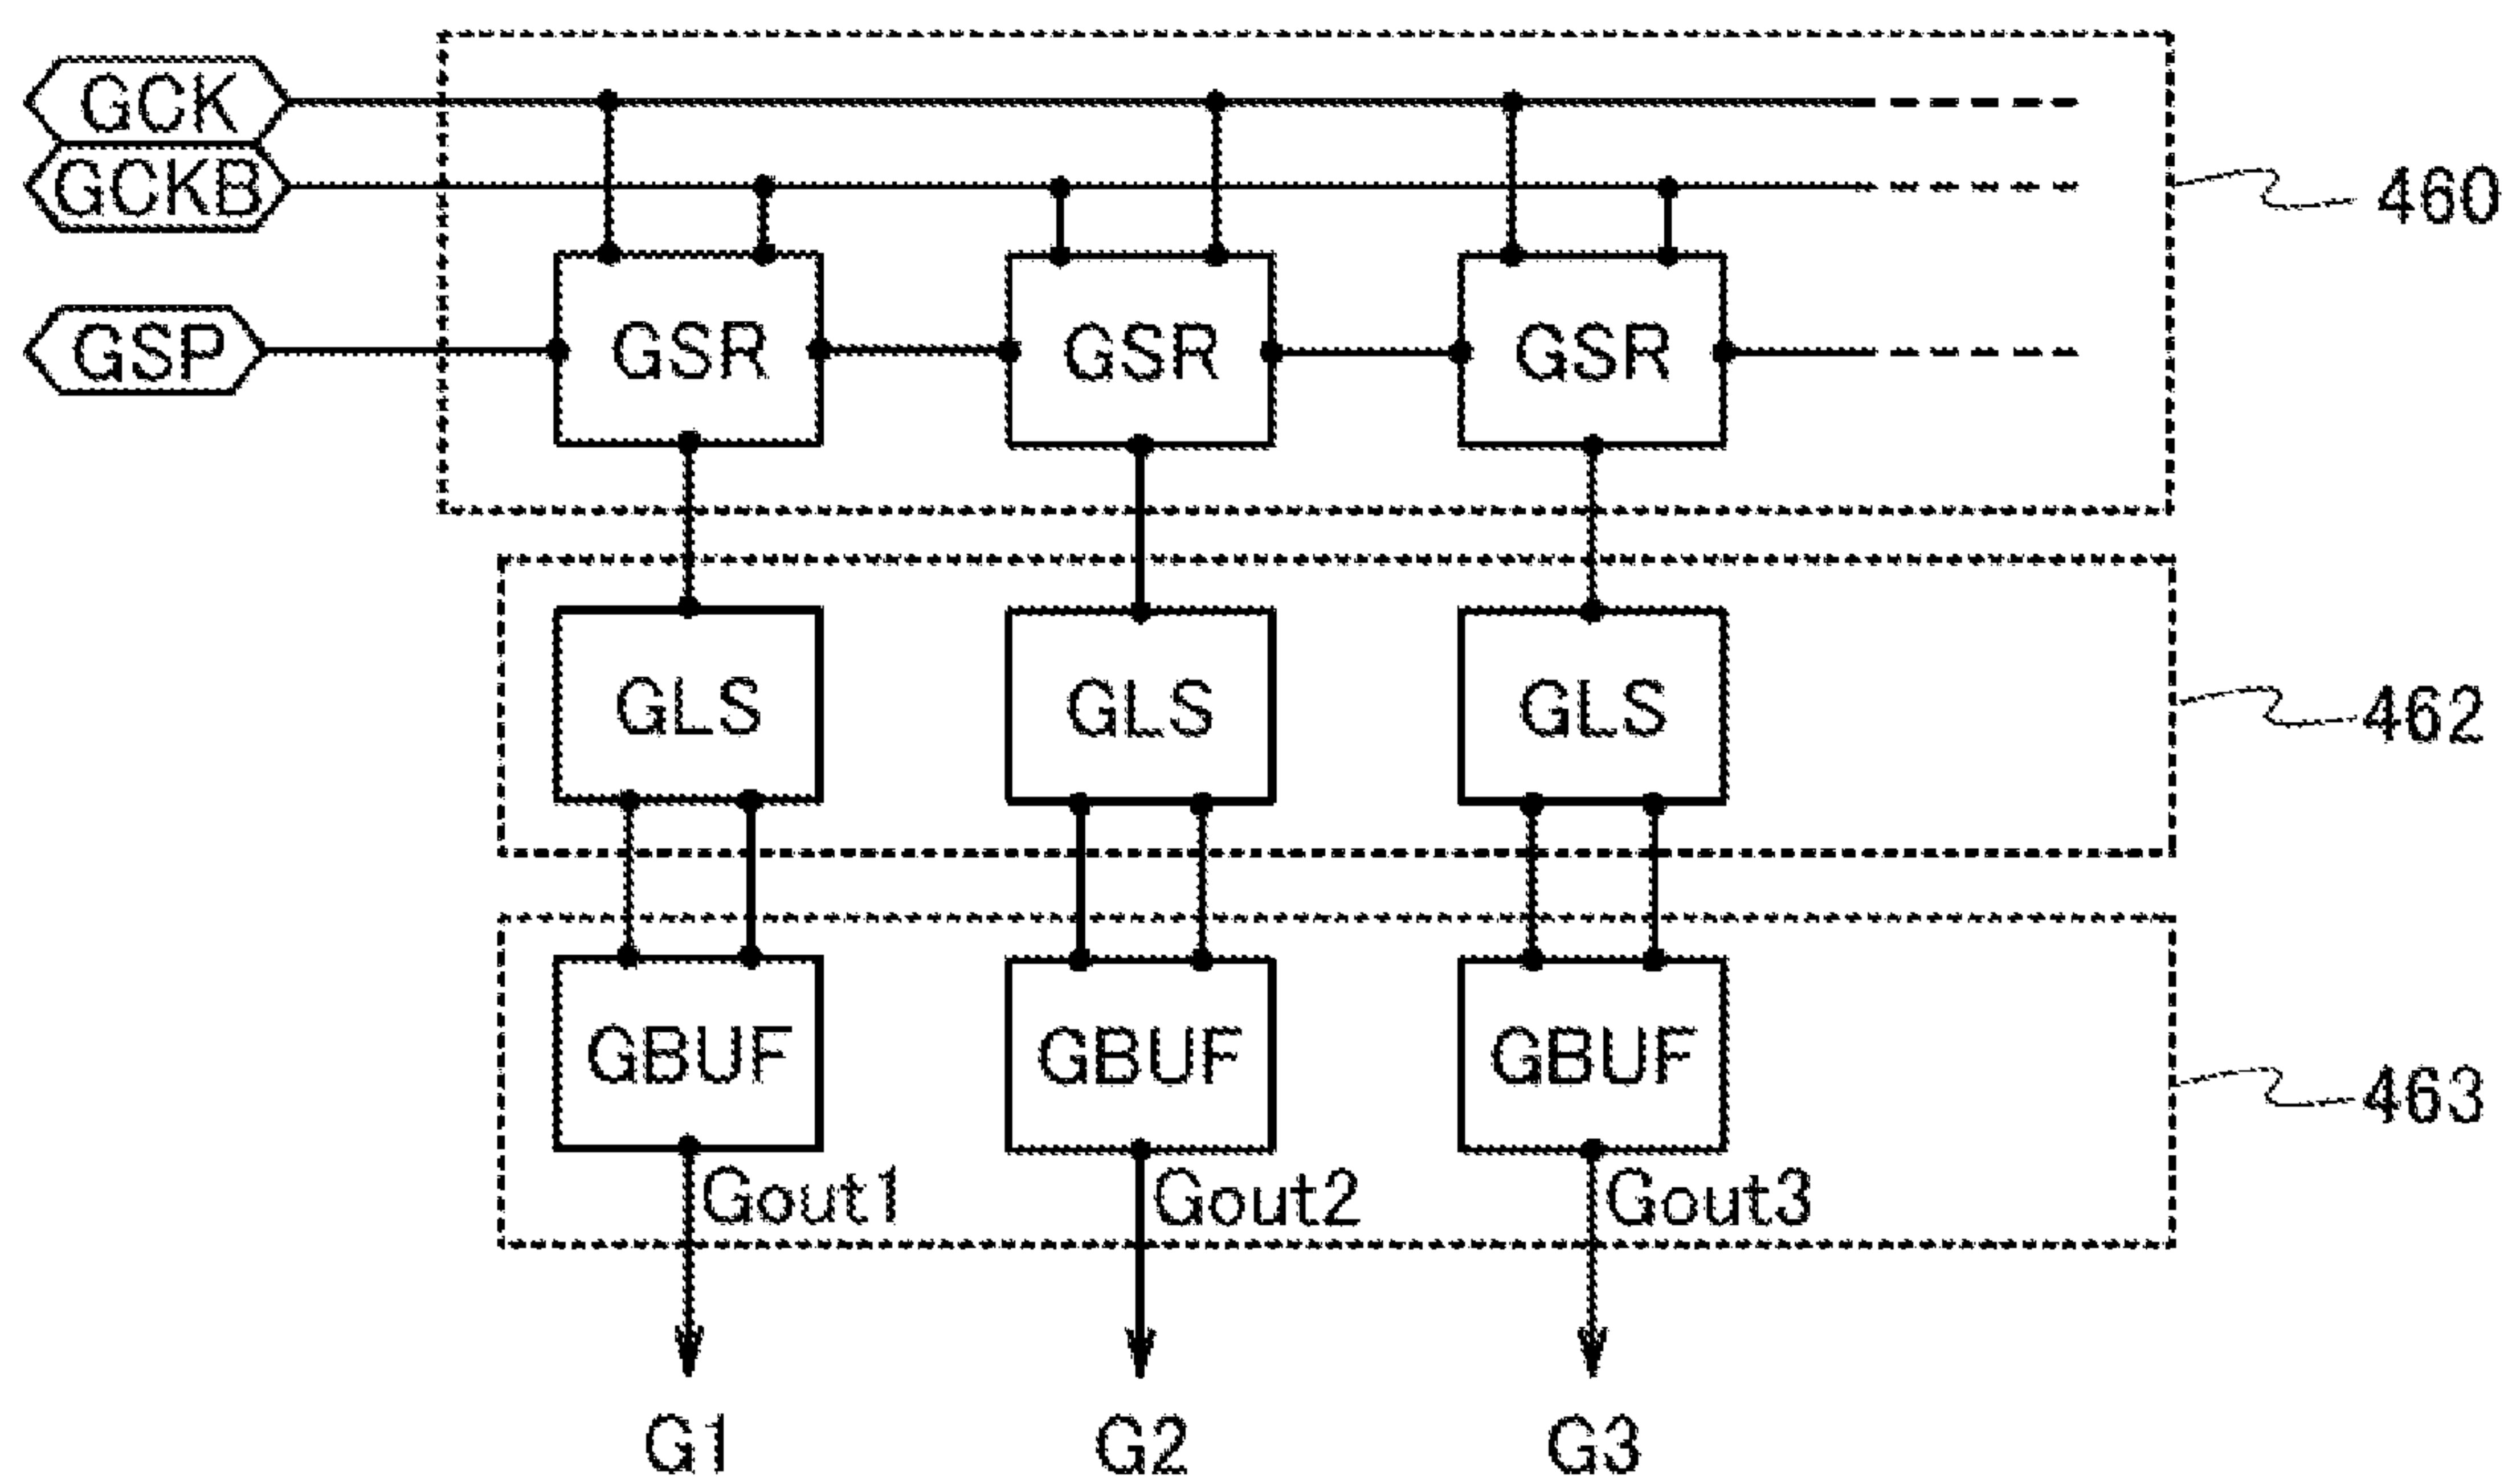 GCK
GCKB
460
GSP
GSR GSR GSR
GLS GLS GLS
462
GBUF GBUF GBUF
463
Gout1 Gout2 Gout3
G1 G2 G3